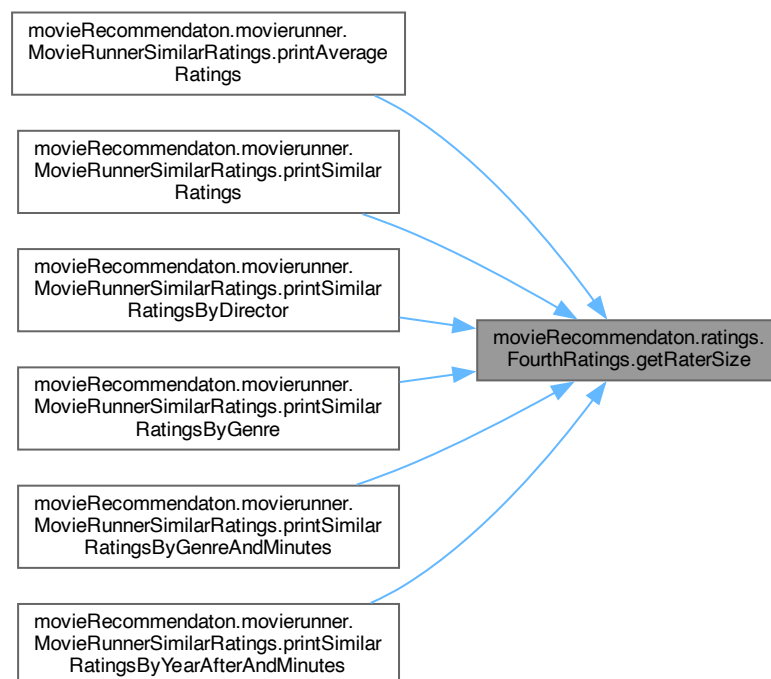 movieRecommendaton.movierunner.
MovieRunnerSimilarRatings.printAverage
Ratings
movieRecommendaton.movierunner.
MovieRunnerSimilarRatings.printSimilar
Ratings
movieRecommendaton.movierunner.
MovieRunnerSimilarRatings.printSimilar
RatingsByDirector
movieRecommendaton.ratings.
FourthRatings.getRaterSize
movieRecommendaton.movierunner.
MovieRunnerSimilarRatings.printSimilar
RatingsByGenre
movieRecommendaton.movierunner.
MovieRunnerSimilarRatings.printSimilar
RatingsByGenreAndMinutes
movieRecommendaton.movierunner.
MovieRunnerSimilarRatings.printSimilar
RatingsByYearAfterAndMinutes